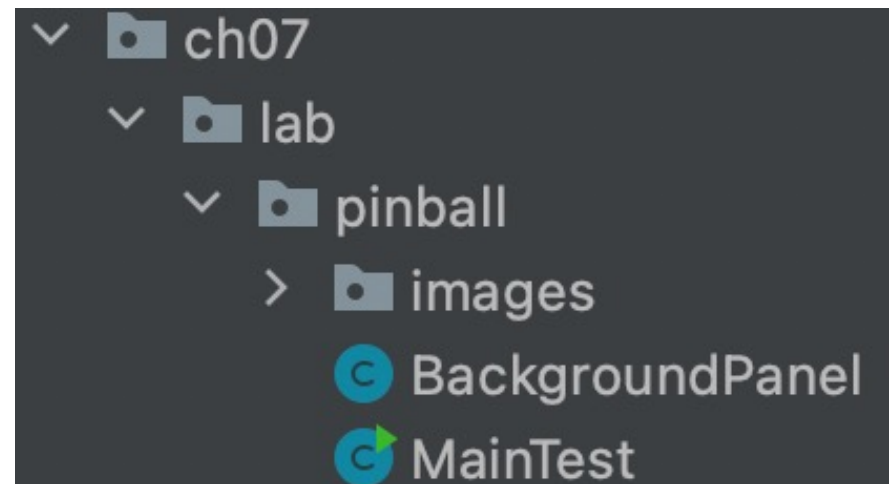 ch07
lab
pinball
images
BackgroundPanel
MainTest